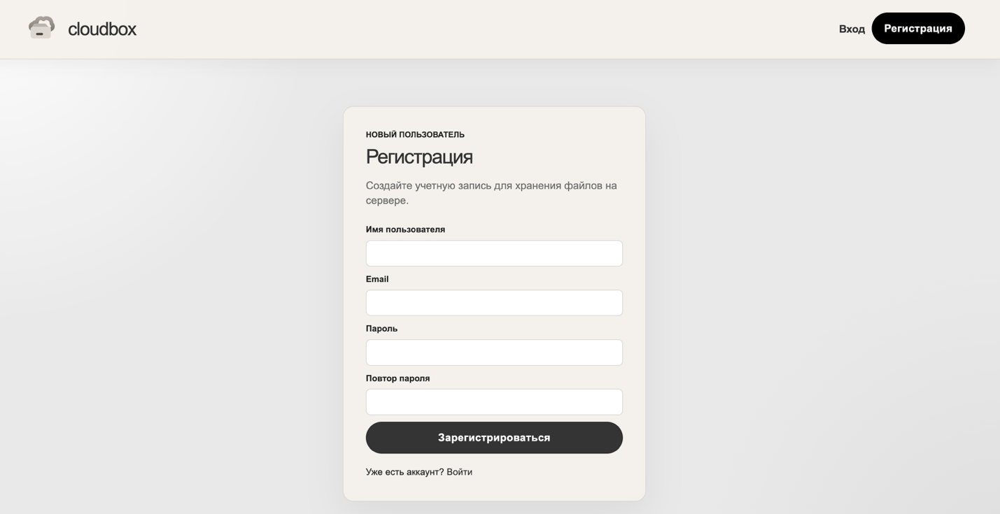 cloudbox
Вход
Регистрация
НОВЫЙ ПОЛЬЗОВАТЕЛЬ
Регистрация
Создайте учетную запись для хранения файлов на
сервере.
Имя пользователя
Email
Пароль
Повтор пароля
Зарегистрироваться
Уже есть аккаунт? Войти